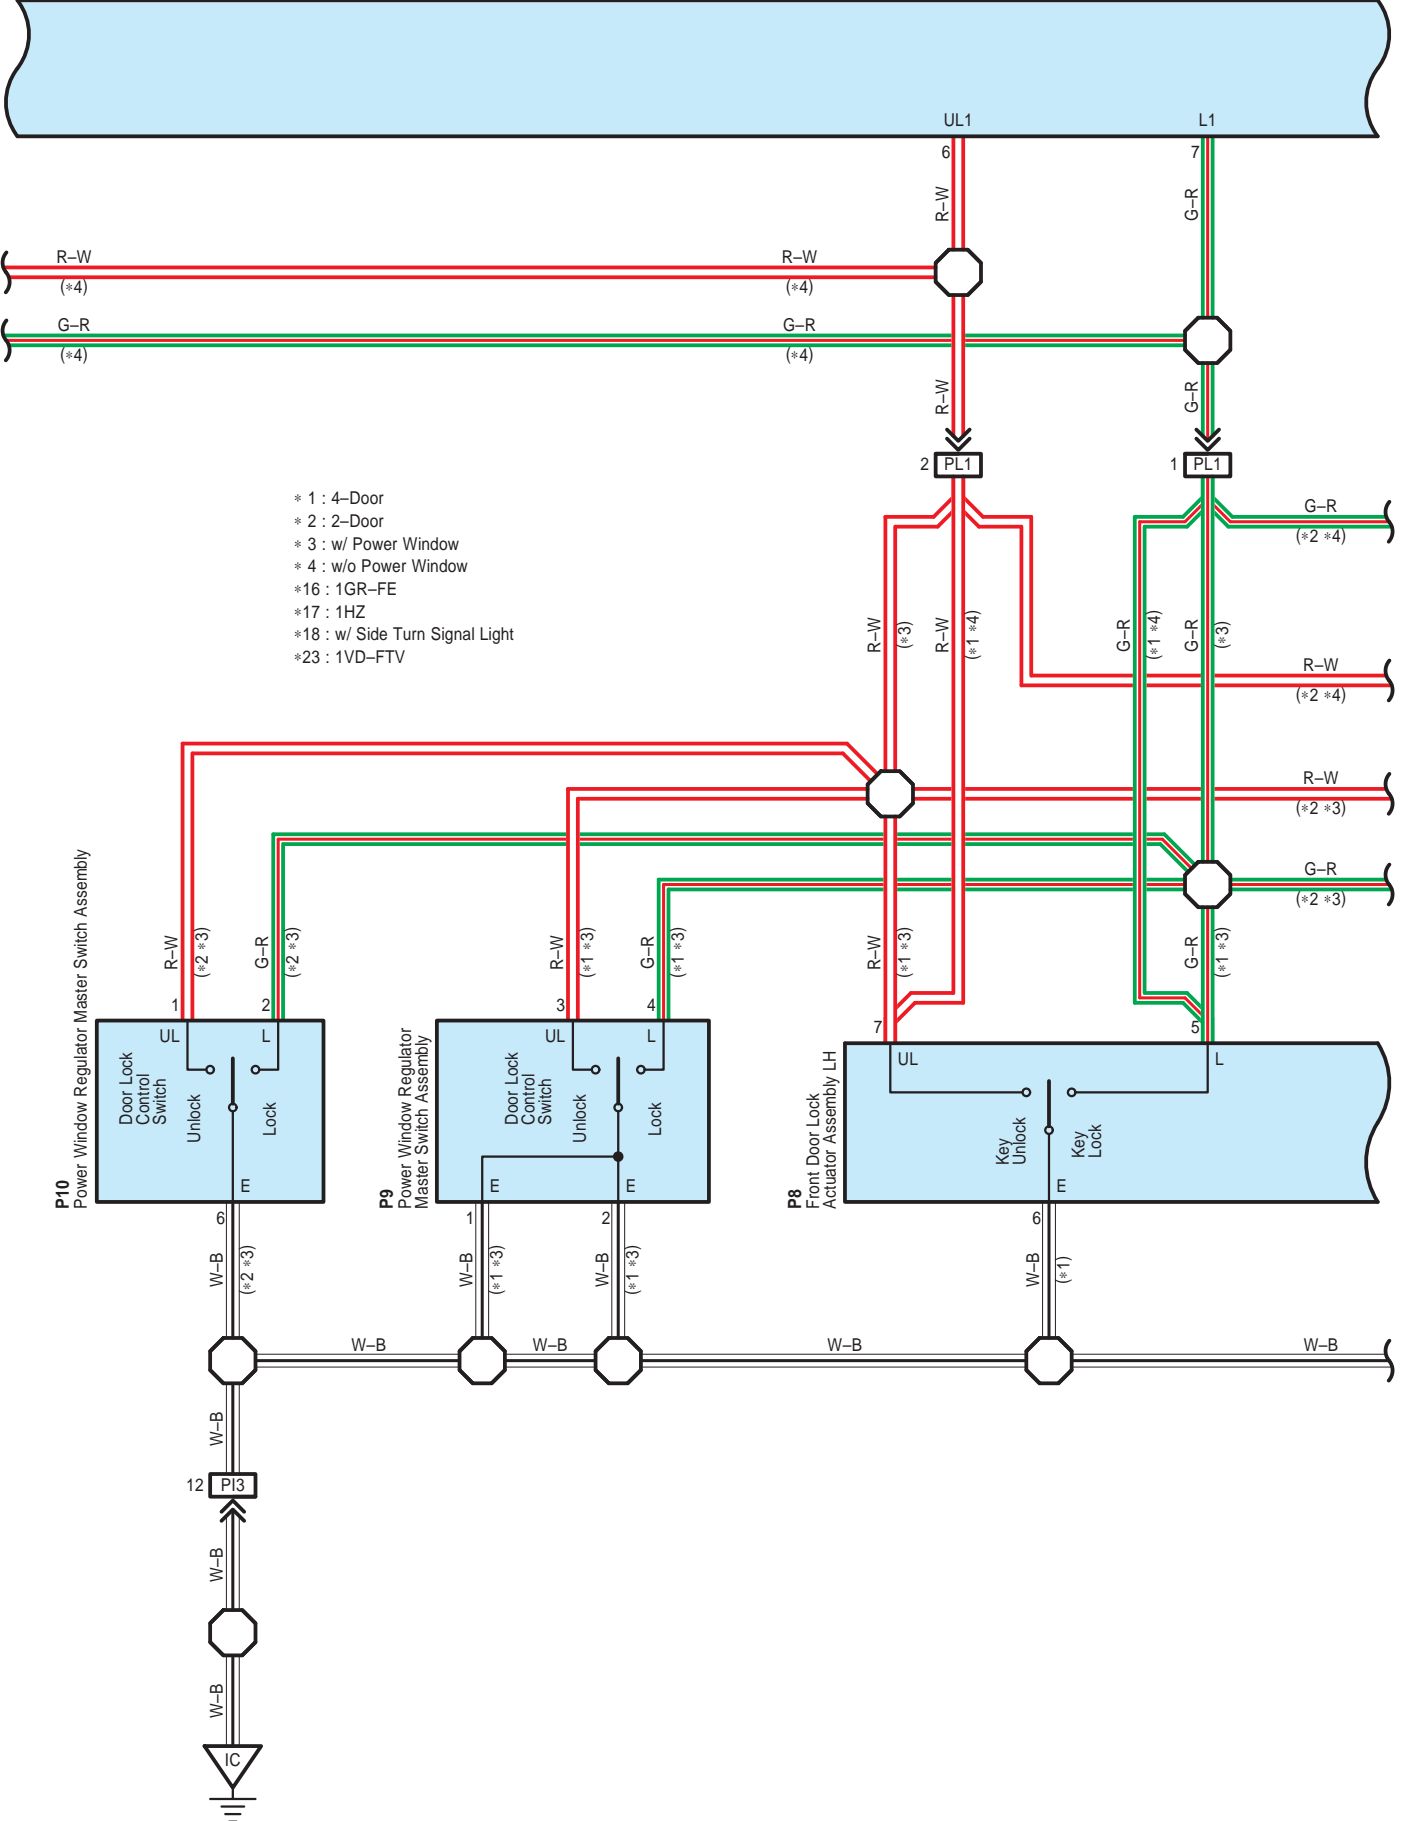 UL1
L1
6
7
R–W
G–R
R–W
(*4)
R–W
(*4)
G–R
(*4)
G–R
(*4)
R–W
G–R
2
PL1
1
PL1
* 1 : 4–Door
* 2 : 2–Door
* 3 : w/ Power Window
* 4 : w/o Power Window
*16 : 1GR–FE
*17 : 1HZ
*18 : w/ Side Turn Signal Light
*23 : 1VD–FTV
G–R
(*2 *4)
R–W
(*3)
R–W
(*1 *4)
G–R
(*1 *4)
G–R
(*3)
R–W
(*2 *4)
R–W
(*2 *3)
G–R
(*2 *3)
R–W
(*2 *3)
G–R
(*2 *3)
R–W
(*1 *3)
G–R
(*1 *3)
R–W
(*1 *3)
G–R
(*1 *3)
1
2
3
4
7
5
P10
Power Window Regulator Master Switch Assembly
UL
L
Door Lock
Control
Switch
Unlock
Lock
E
P9
Power Window Regulator
Master Switch Assembly
UL
L
Door Lock
Control
Switch
Unlock
Lock
E
E
P8
Front Door Lock
Actuator Assembly LH
UL
L
Key
Unlock
Key
Lock
E
6
1
2
6
W–B
(*2 *3)
W–B
(*1 *3)
W–B
(*1 *3)
W–B
(*1)
W–B
W–B
W–B
W–B
W–B
12
PI3
W–B
W–B
IC